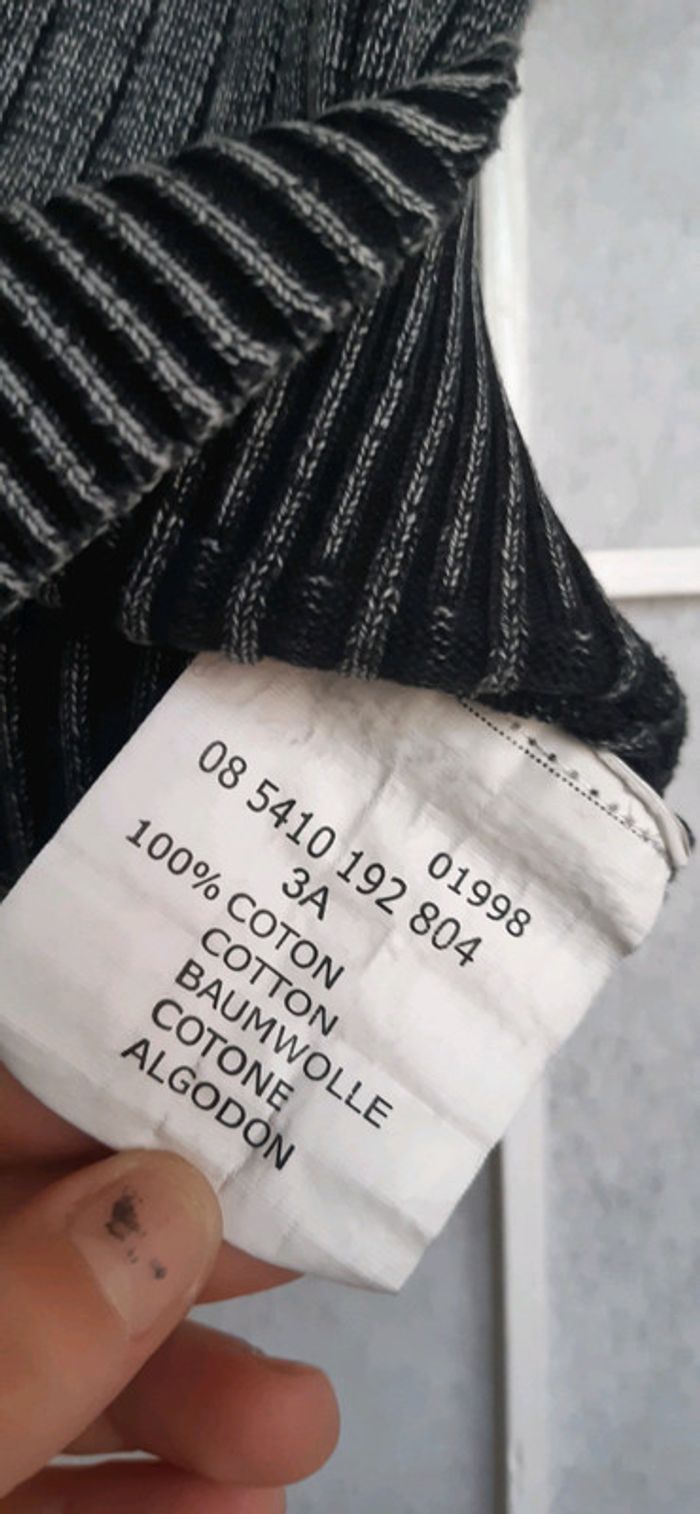 01998
08 5410 192 804
3A
100% COTON
COTTON
BAUMWOLLE
COTONE
ALGODON